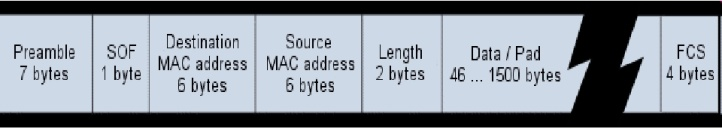 Preamble
7 bytes
SOF
1 byte
Destination
MAC address
6 bytes
Source
MAC address
6 bytes
Length
2 bytes
Data / Pad
46 ... 1500 bytes
FCS
4 bytes